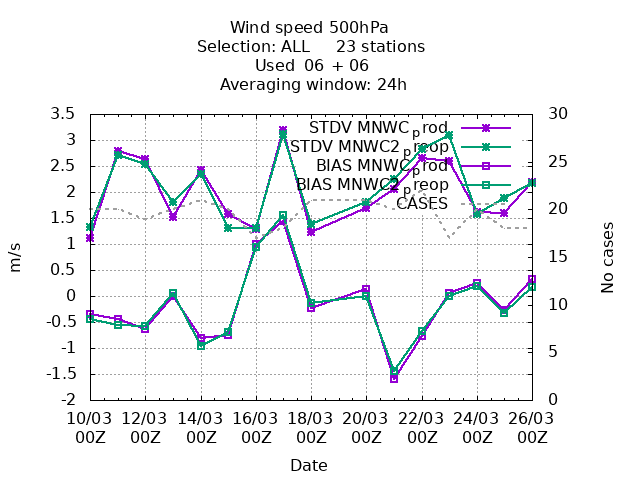 Wind speed 500hPa
Selection: ALL 23 stations
Used 06 + 06
Averaging window: 24h
STDV MNWC_prod
STDV MNWC2_preop
BIAS MNWC_prod
BIAS MNWC2_preop
CASES
3.5
3
2.5
2
1.5
1
0.5
0
-0.5
-1
-1.5
-2
m/s
30
25
20
15
10
5
0
No cases
10/03 12/03 14/03 16/03 18/03 20/03 22/03 24/03 26/03
00Z 00Z 00Z 00Z 00Z 00Z 00Z 00Z 00Z
Date